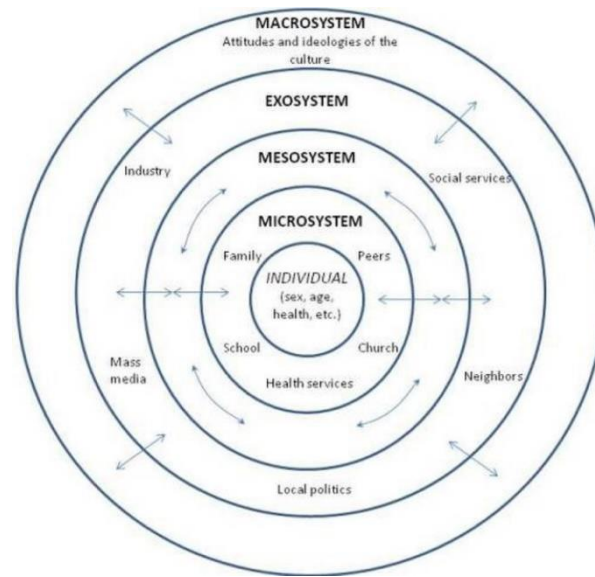 MACROSYSTEM
Attitudes and ideologies of the
culture
EXOSYSTEM
MESOSYSTEM
Industry
Social services
MICROSYSTEM
Family
Peers
INDIVIDUAL
{sex, age,
health, etc.}
School
Church
Mass
media
Health services
Neighbors
Local politics